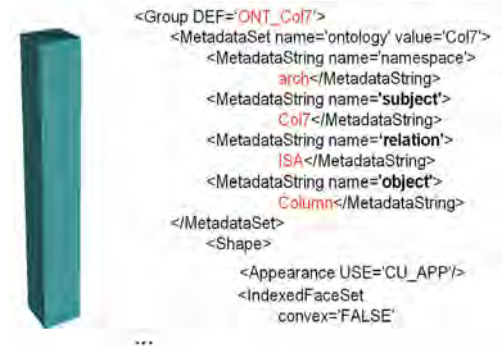 <Group DEF='ONT_Col7'>
<MetadataSet name='ontology' value='Col7'>
<MetadataString name='namespace'>
arch</MetadataString>
<MetadataString name='subject'>
Col7</MetadataString>
<MetadataString name=‘relation'>
ISA</MetadataString>
<MetadataString name='object'>
Column</MetadataString>
</MetadataSet>
<Shape>
<Appearance USE='CU_APP'/>
<IndexedFaceSet
convex='FALSE'
...